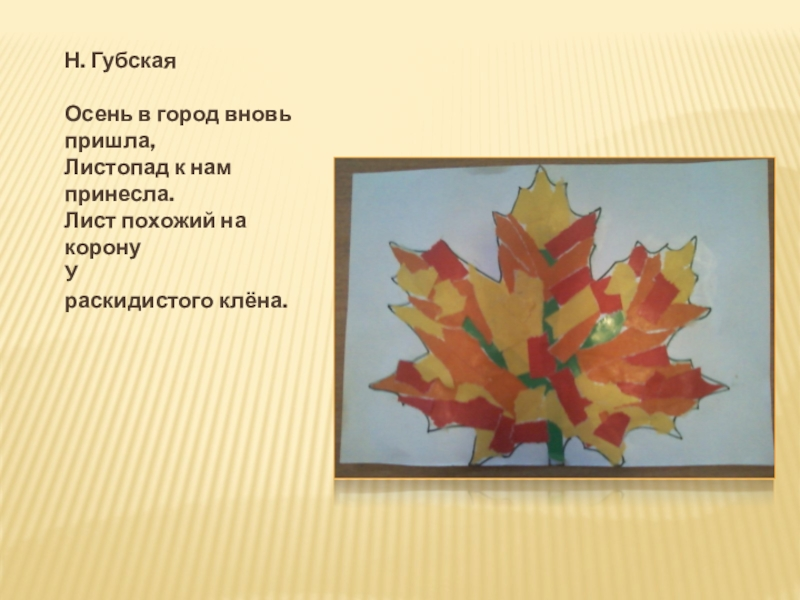 Н. Губская
Осень в город вновь
пришла,
Листопад к нам
принесла.
Лист похожий на
корону
У
раскидистого клёна.